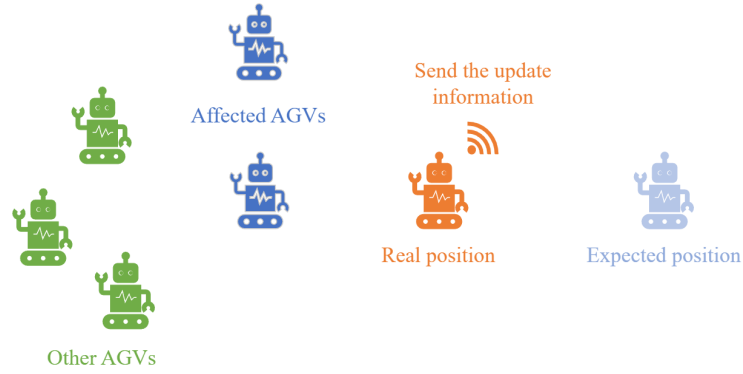 Send the update
information
Affected AGVs
Real position
Expected position
Other AGVs